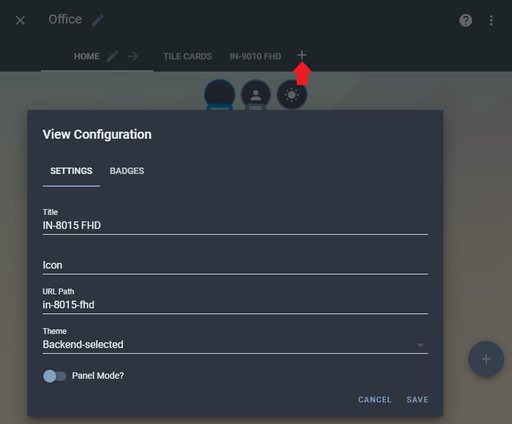 Office
HOME
TILE CARDS
IN-9010 FHD
View Configuration
SETTINGS
BADGES
Title
IN-8015 FHD
Icon
URL Path
in-8015-fhd
Theme
Backend-selected
Panel Mode?
CANCEL
SAVE